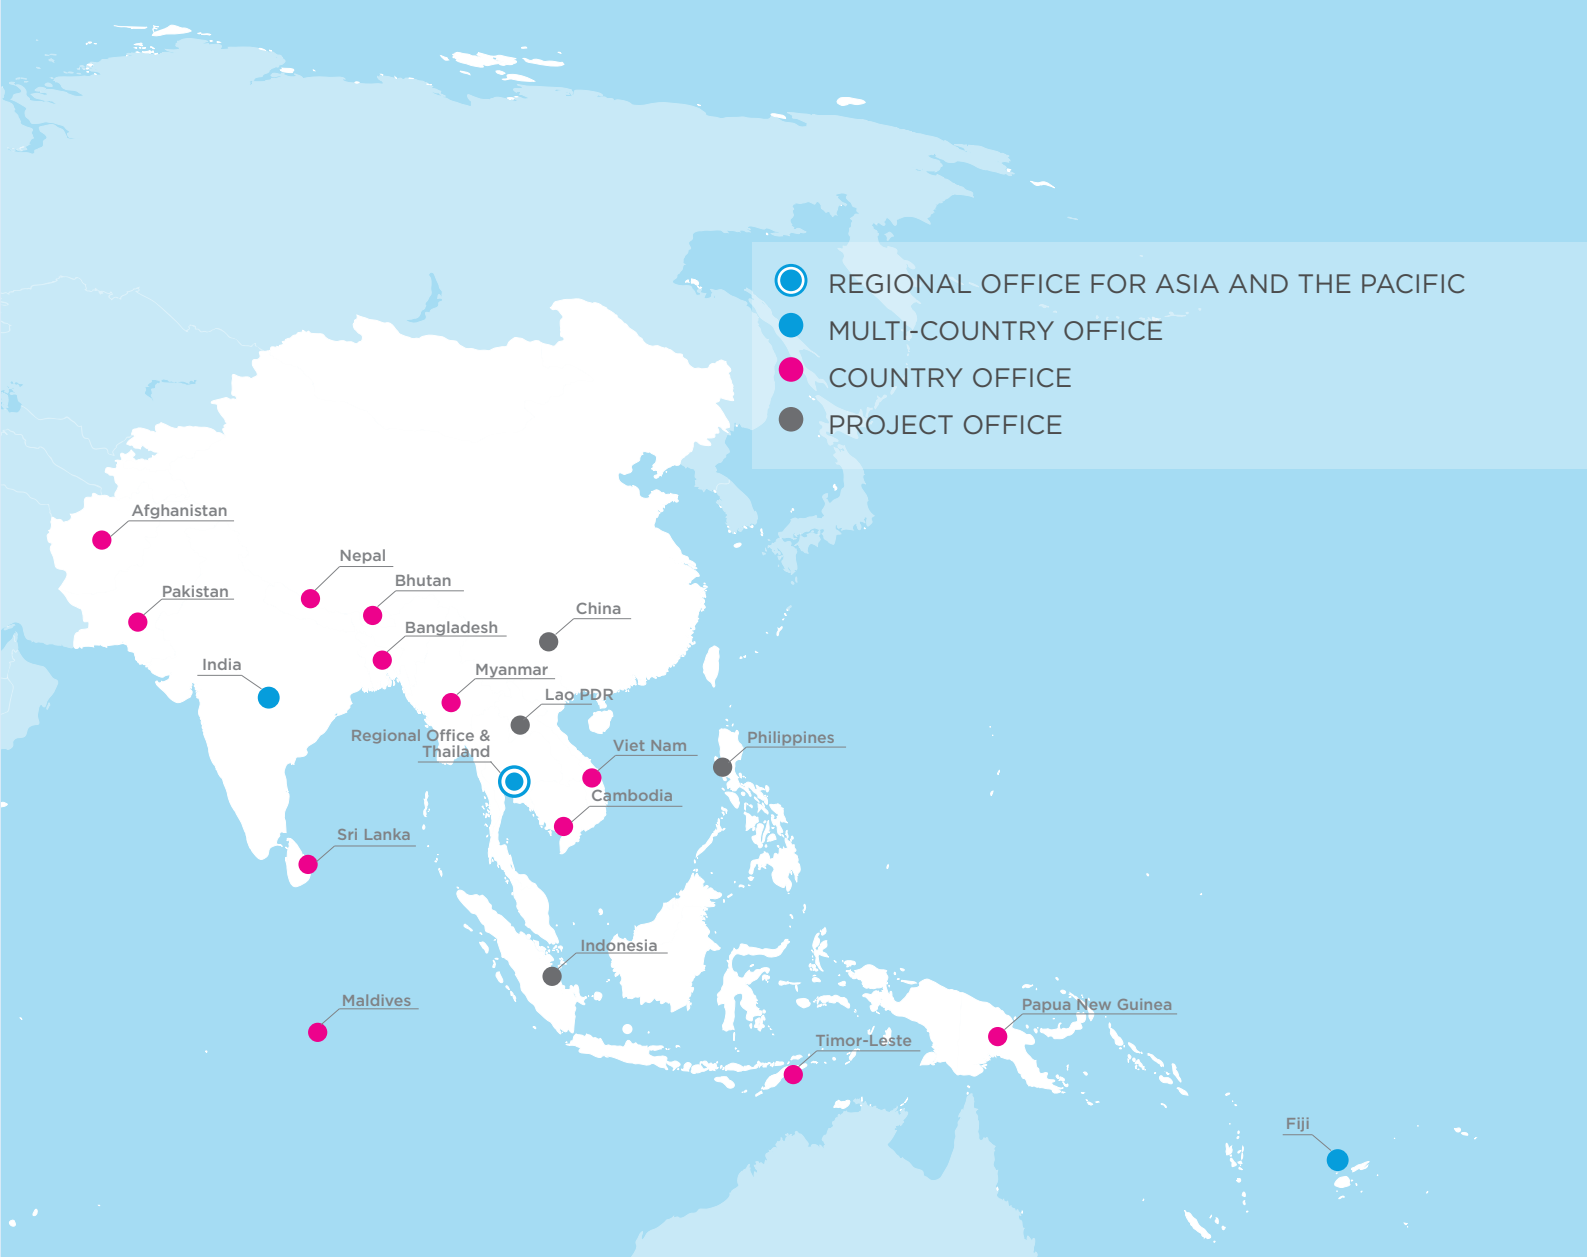 REGIONAL OFFICE FOR ASIA AND THE PACIFIC
MULTI-COUNTRY OFFICE
COUNTRY OFFICE
PROJECT OFFICE
Afghanistan
Nepal
Bhutan
Pakistan
China
Bangladesh
India
Myanmar
Lao PDR
Regional Office &
Thailand
Viet Nam
Philippines
Cambodia
Sri Lanka
Indonesia
Maldives
Papua New Guinea
Timor-Leste
Fiji